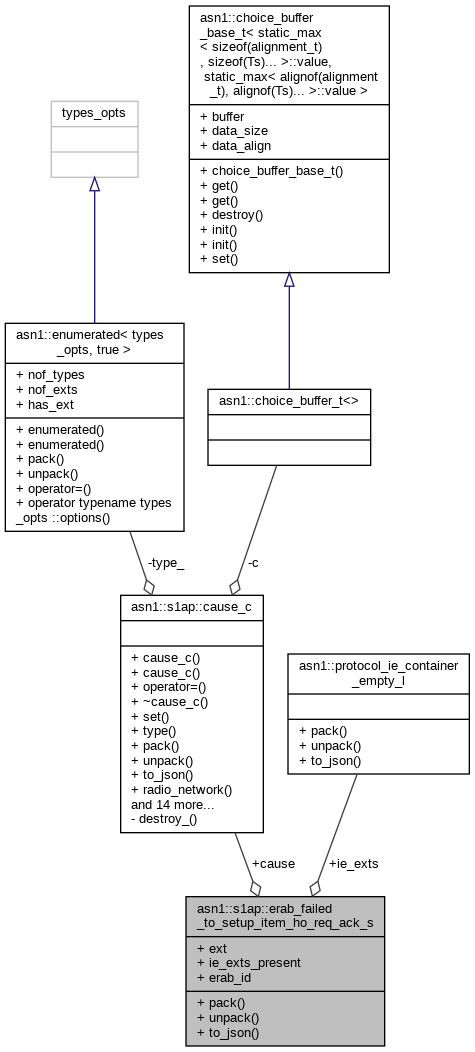 asn1::choice_buffer
_base_t< static_max
< sizeof(alignment_t)
, sizeof(Ts)... >::value,
static_max< alignof(alignment
_t), alignof(Ts)... >::value >
+ buffer
+ data_size
+ data_align
+ choice_buffer_base_t()
+ get()
+ get()
+ destroy()
+ init()
+ init()
+ set()
types_opts
asn1::enumerated< types
_opts, true >
+ nof_types
+ nof_exts
+ has_ext
+ enumerated()
+ enumerated()
+ pack()
+ unpack()
+ operator=()
+ operator typename types
_opts ::options()
asn1::choice_buffer_t<>
-type_
-c
asn1::s1ap::cause_c
+ cause_c()
+ cause_c()
+ operator=()
+ ~cause_c()
+ set()
+ type()
+ pack()
+ unpack()
+ to_json()
+ radio_network()
and 14 more...
- destroy_()
asn1::protocol_ie_container
_empty_l
+ pack()
+ unpack()
+ to_json()
+cause
+ie_exts
asn1::s1ap::erab_failed
_to_setup_item_ho_req_ack_s
+ ext
+ ie_exts_present
+ erab_id
+ pack()
+ unpack()
+ to_json()